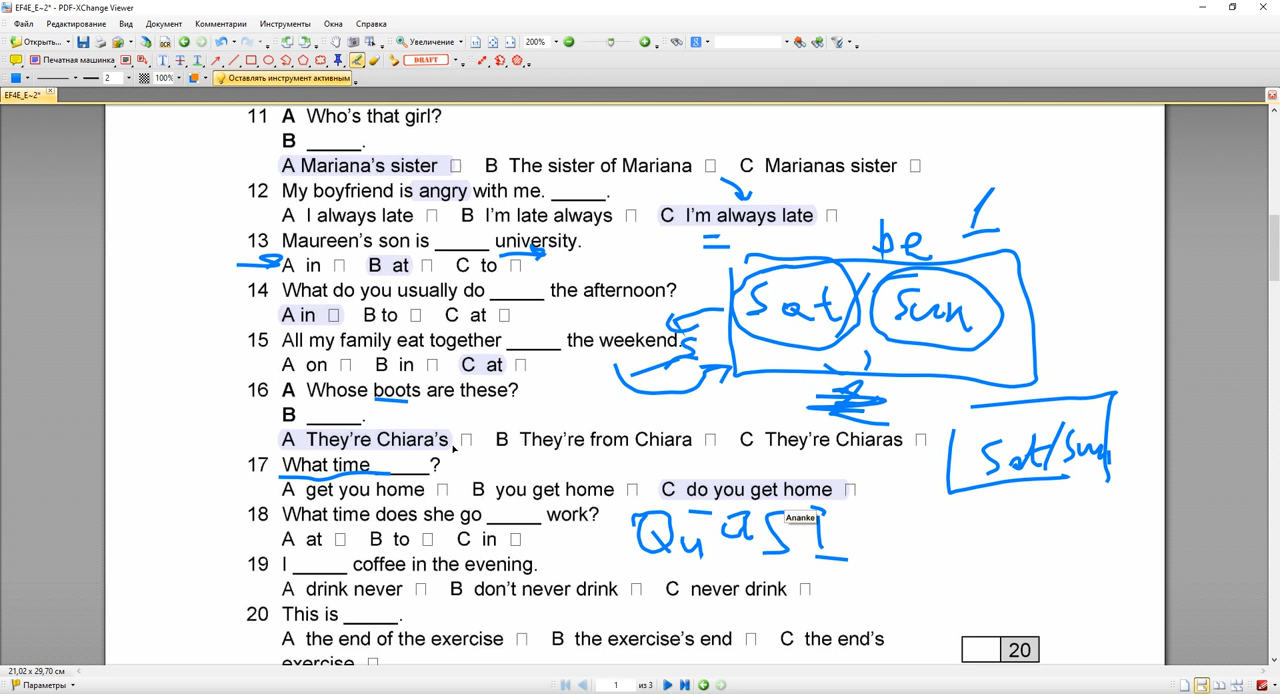 EF4E_E~2* - PDF-XChange Viewer
Файл Редактирование Вид Документ Комментарии Инструменты Окна Справка
Открыть... OCR Увеличение 200%
Печатная машинка DRAFT
2 100% Оставлять инструмент активным
EF4E_E~2*
11 A Who's that girl?
B _____.
A Mariana's sister B The sister of Mariana C Marianas sister
12 My boyfriend is angry with me. _____.
A I always late B I'm late always C I'm always late
13 Maureen's son is _____ university.
A in B at C to
14 What do you usually do _____ the afternoon?
A in B to C at
15 All my family eat together _____ the weekend.
A on B in C at
16 A Whose boots are these?
B _____.
A They're Chiara's B They're from Chiara C They're Chiaras
17 What time _____?
A get you home B you get home C do you get home
18 What time does she go _____ work?
A at B to C in
19 I _____ coffee in the evening.
A drink never B don't never drink C never drink
20 This is _____.
A the end of the exercise B the exercise's end C the end's
exercise
20
be 1
Sat/Sun
s
Sat/Sun
QuASI
Ananke
21,02 x 29,70 см
Параметры 1 из 3